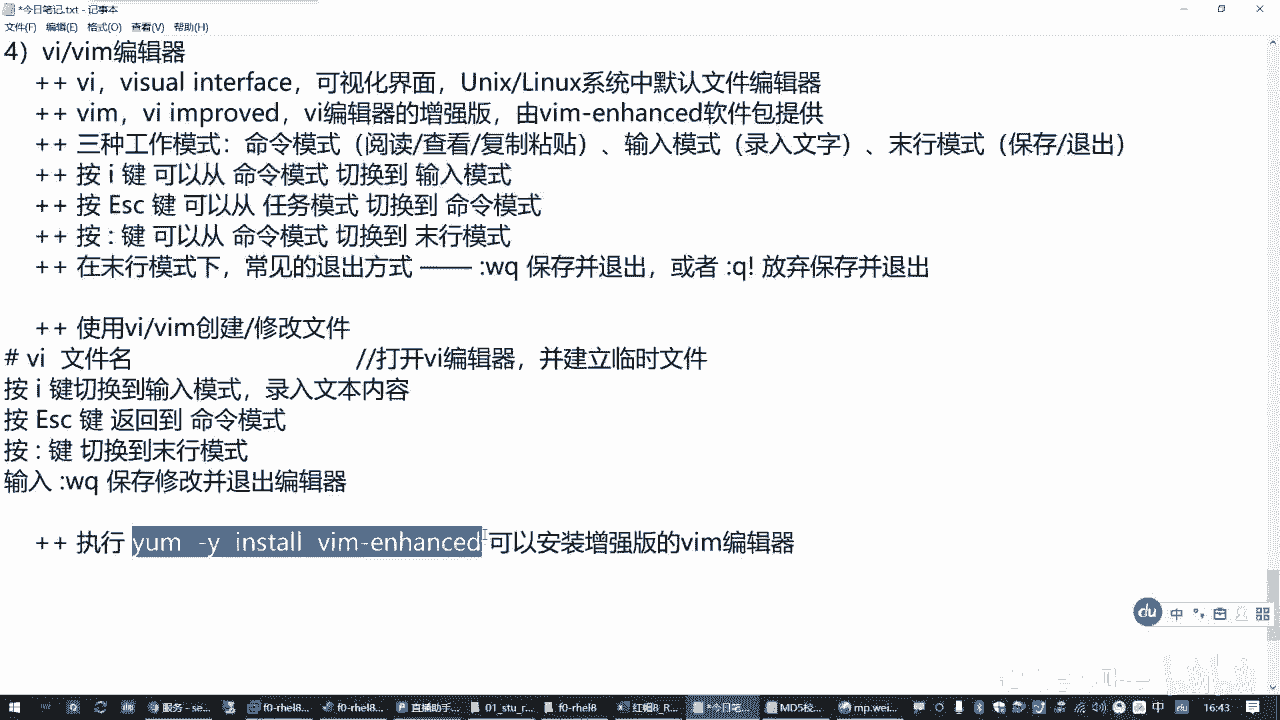 *今日笔记.txt - 记事本
文件(F) 编辑(E) 格式(O) 查看(V) 帮助(H)
4）vi/vim编辑器
++ vi，visual interface，可视化界面，Unix/Linux系统中默认文件编辑器
++ vim，vi improved，vi编辑器的增强版，由vim-enhanced软件包提供
++ 三种工作模式：命令模式（阅读/查看/复制粘贴）、输入模式（录入文字）、末行模式（保存/退出）
++ 按 i 键 可以从 命令模式 切换到 输入模式
++ 按 Esc 键 可以从 任务模式 切换到 命令模式
++ 按 : 键 可以从 命令模式 切换到 末行模式
++ 在末行模式下，常见的退出方式 —— :wq 保存并退出，或者 :q! 放弃保存并退出
++ 使用vi/vim创建/修改文件
# vi 文件名 //打开vi编辑器，并建立临时文件
按 i 键切换到输入模式，录入文本内容
按 Esc 键 返回到 命令模式
按 : 键 切换到末行模式
输入 :wq 保存修改并退出编辑器
++ 执行 yum -y install vim-enhanced 可以安装增强版的vim编辑器
du 中
服务 - se... f0-rhel8... f0-rhel8... 直播助手... 01_stu_r... f0-rhel8 红帽8_R... *今日笔... MD5校... mp.wei... 中 du 16:43